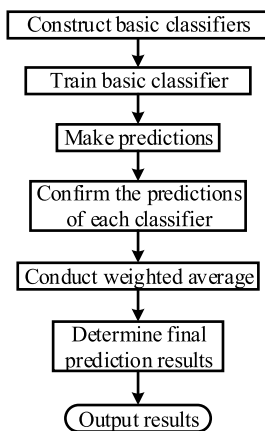 Construct basic classifiers
Train basic classifier
Make predictions
Confirm the predictions
of each classifier
Conduct weighted average
Determine final
prediction results
Output results